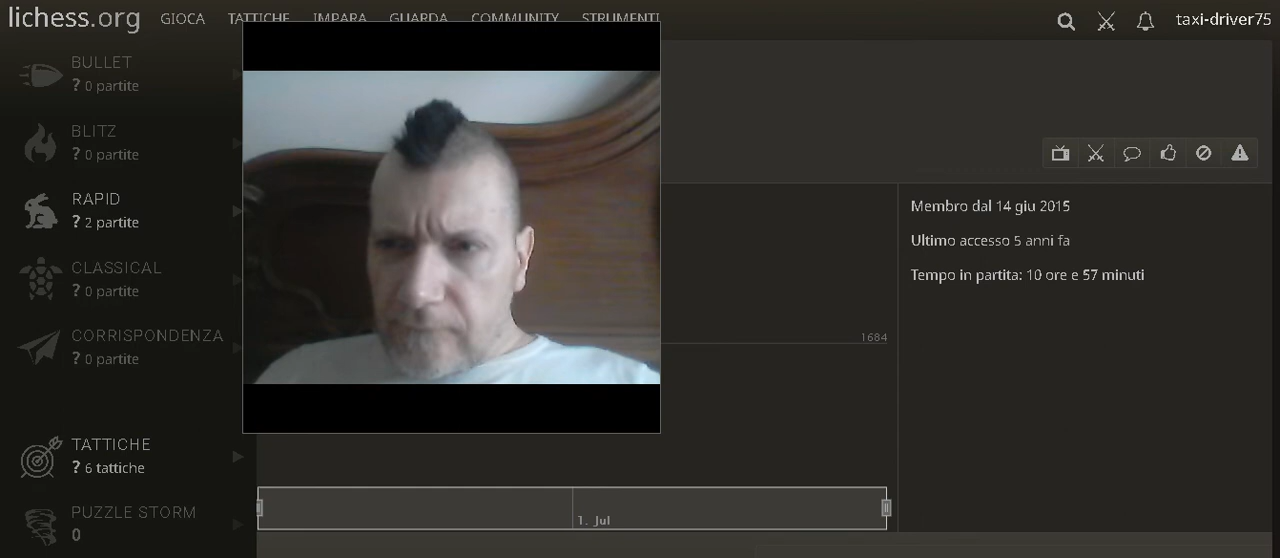 lichess.org GIOCA TATTICHE IMPARA GUARDA COMMUNITY STRUMENTI taxi-driver75
BULLET
? 0 partite
BLITZ
? 0 partite
RAPID
? 2 partite
CLASSICAL
? 0 partite
CORRISPONDENZA
? 0 partite
TATTICHE
? 6 tattiche
PUZZLE STORM
0
1684
1. Jul
Membro dal 14 giu 2015
Ultimo accesso 5 anni fa
Tempo in partita: 10 ore e 57 minuti